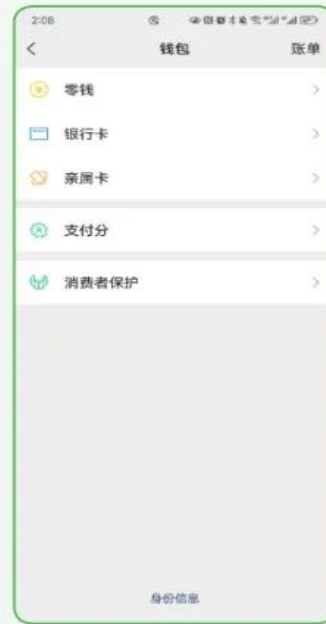 2:08
< 钱包 账单
零钱 >
银行卡 >
亲属卡 >
支付分 >
消费者保护 >
身份信息